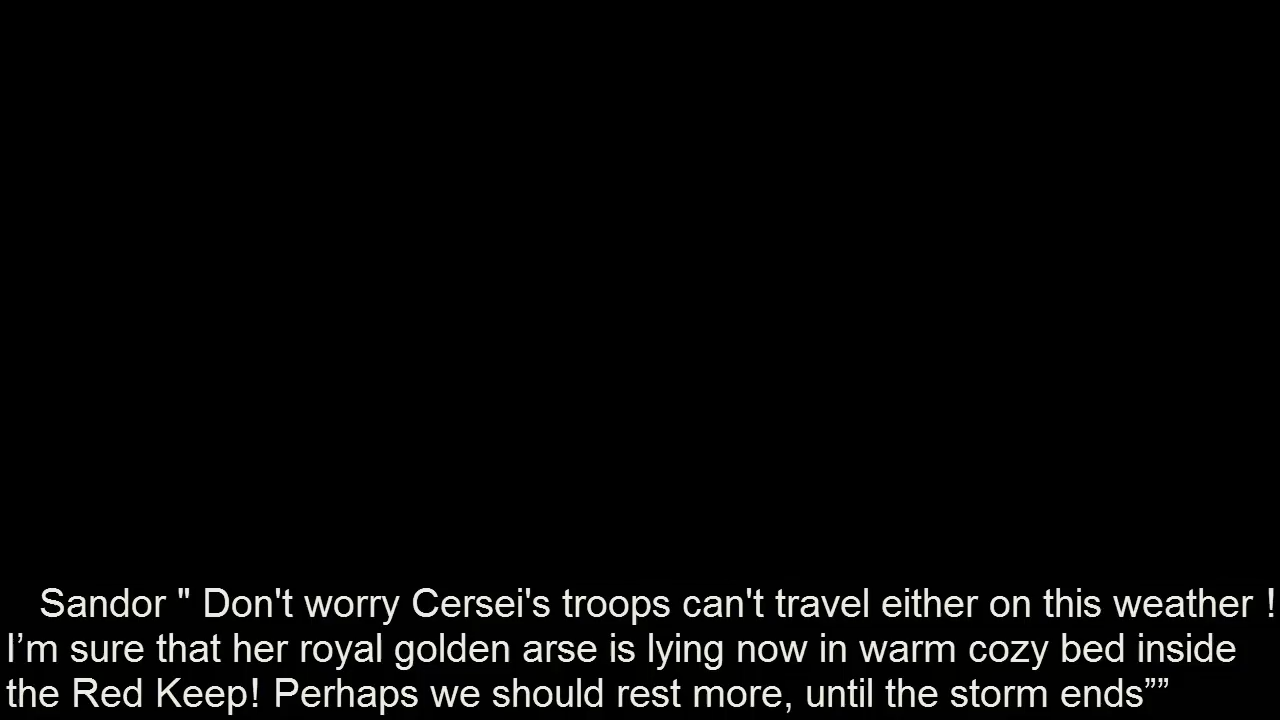 Sandor " Don't worry Cersei's troops can't travel either on this weather !
I’m sure that her royal golden arse is lying now in warm cozy bed inside
the Red Keep! Perhaps we should rest more, until the storm ends””